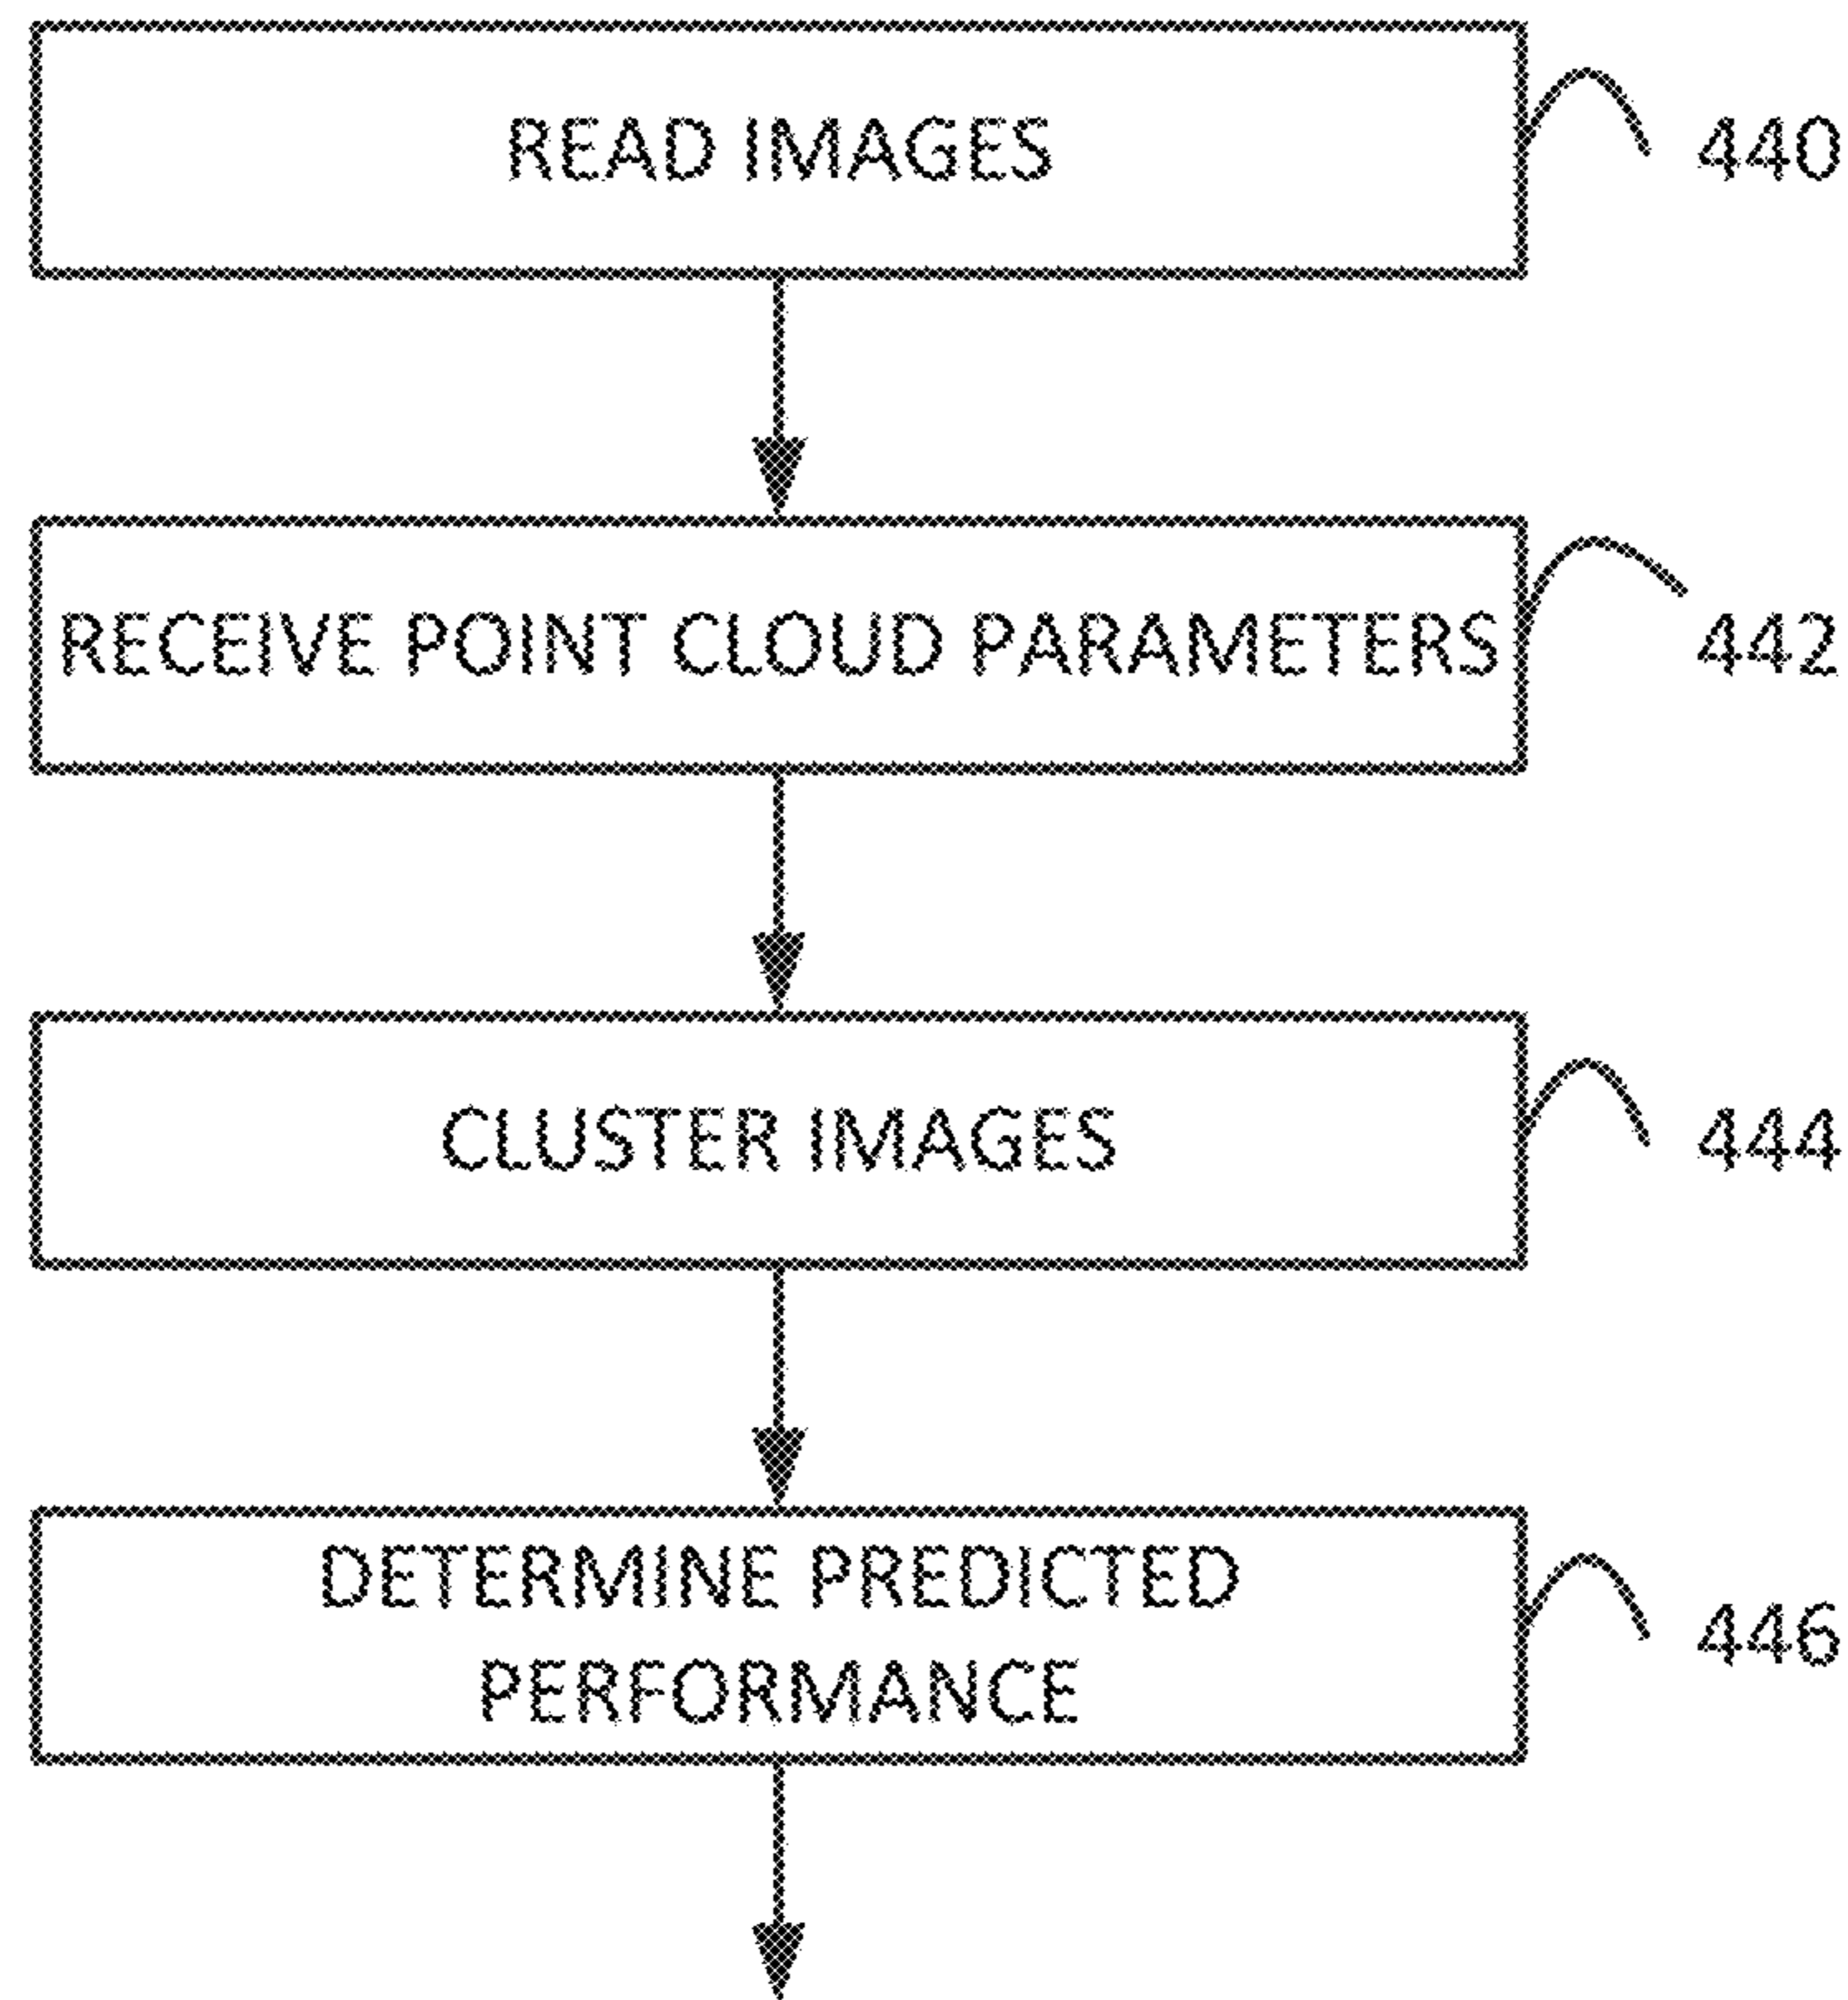 READ IMAGES
440
RECEIVE POINT CLOUD PARAMETERS
442
CLUSTER IMAGES
444
DETERMINE PREDICTED
PERFORMANCE
446